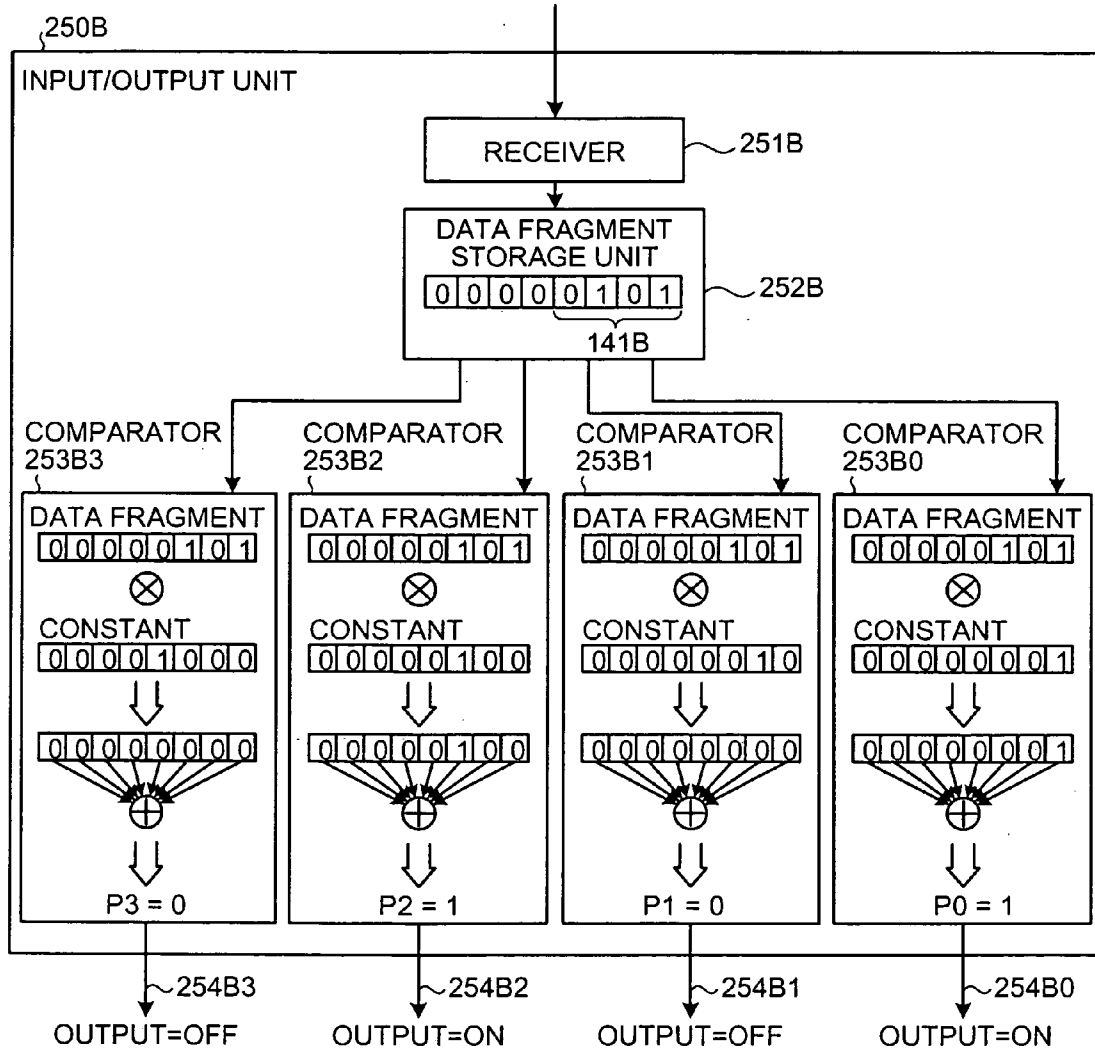 250B
INPUT/OUTPUT UNIT
RECEIVER
251B
DATA FRAGMENT
STORAGE UNIT
0 0 0 0 0 1 0 1
252B
141B
COMPARATOR
253B3
COMPARATOR
253B2
COMPARATOR
253B1
COMPARATOR
253B0
DATA FRAGMENT
0 0 0 0 0 1 0 1
CONSTANT
0 0 0 0 1 0 0 0
0 0 0 0 0 0 0 0
P3 = 0
DATA FRAGMENT
0 0 0 0 0 1 0 1
CONSTANT
0 0 0 0 0 1 0 0
0 0 0 0 0 1 0 0
P2 = 1
DATA FRAGMENT
0 0 0 0 0 1 0 1
CONSTANT
0 0 0 0 0 0 1 0
0 0 0 0 0 0 0 0
P1 = 0
DATA FRAGMENT
0 0 0 0 0 1 0 1
CONSTANT
0 0 0 0 0 0 0 1
0 0 0 0 0 0 0 1
P0 = 1
254B3
254B2
254B1
254B0
OUTPUT=OFF
OUTPUT=ON
OUTPUT=OFF
OUTPUT=ON